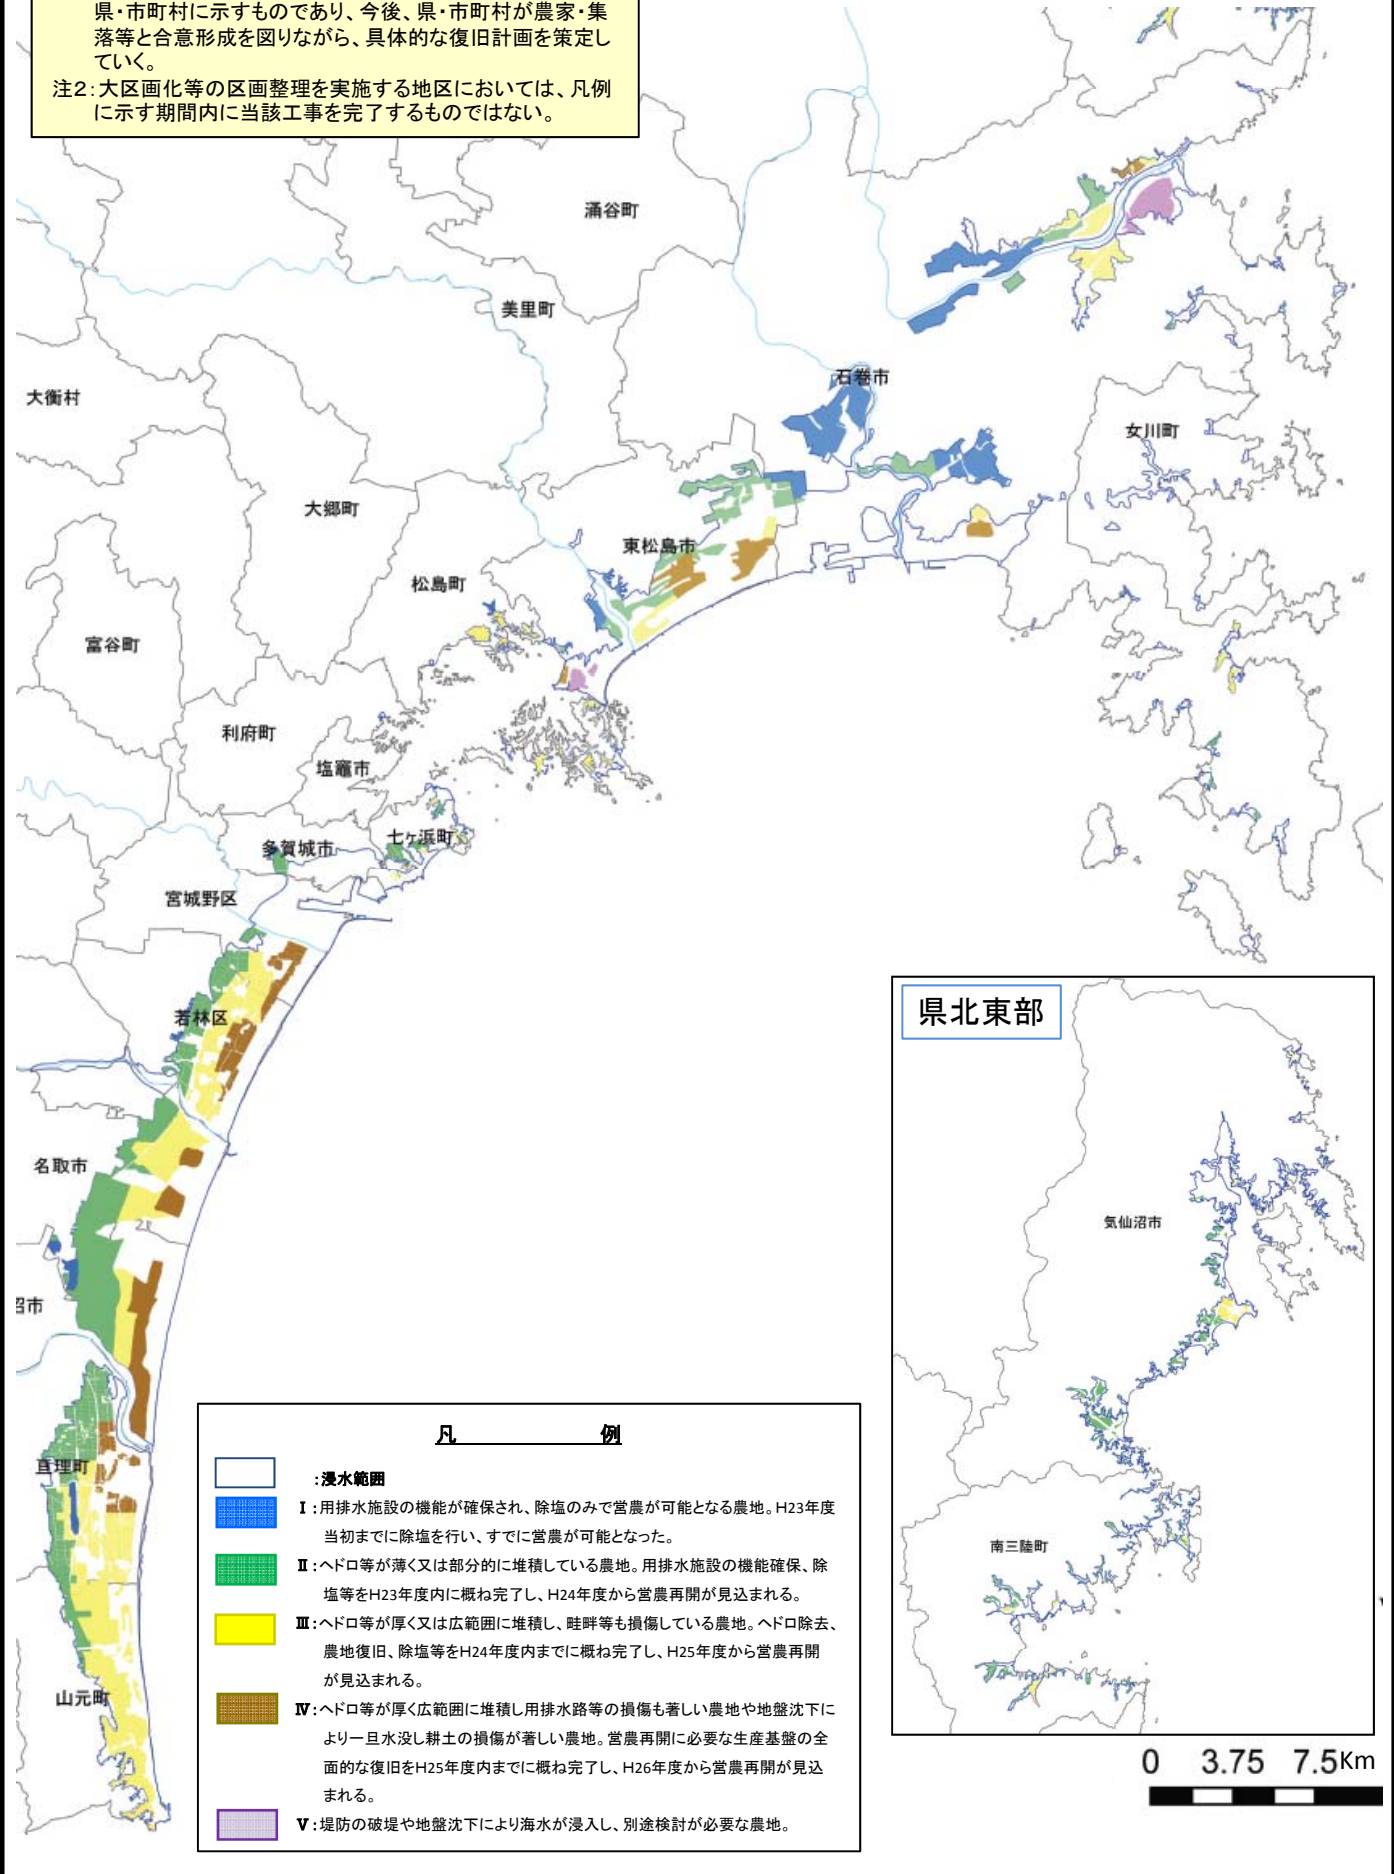 県・市町村に示すものであり、今後、県・市町村が農家・集
落等と合意形成を図りながら、具体的な復旧計画を策定し
ていく。
注2：大区画化等の区画整理を実施する地区においては、凡例
に示す期間内に当該工事を完了するものではない。
涌谷町
美里町
大衡村
石巻市
女川町
大郷町
東松島市
松島町
富谷町
利府町
塩竈市
七ヶ浜町
多賀城市
宮城野区
若林区
名取市
沼市
亘理町
山元町
県北東部
気仙沼市
南三陸町
凡 例
：浸水範囲
Ⅰ：用排水施設の機能が確保され、除塩のみで営農が可能となる農地。H23年度
当初までに除塩を行い、すでに営農が可能となった。
Ⅱ：ヘドロ等が薄く又は部分的に堆積している農地。用排水施設の機能確保、除
塩等をH23年度内に概ね完了し、H24年度から営農再開が見込まれる。
Ⅲ：ヘドロ等が厚く又は広範囲に堆積し、畦畔等も損傷している農地。ヘドロ除去、
農地復旧、除塩等をH24年度内までに概ね完了し、H25年度から営農再開
が見込まれる。
Ⅳ：ヘドロ等が厚く広範囲に堆積し用排水路等の損傷も著しい農地や地盤沈下に
より一旦水没し耕土の損傷が著しい農地。営農再開に必要な生産基盤の全
面的な復旧をH25年度内までに概ね完了し、H26年度から営農再開が見込
まれる。
Ⅴ：堤防の破堤や地盤沈下により海水が浸入し、別途検討が必要な農地。
0 3.75 7.5Km